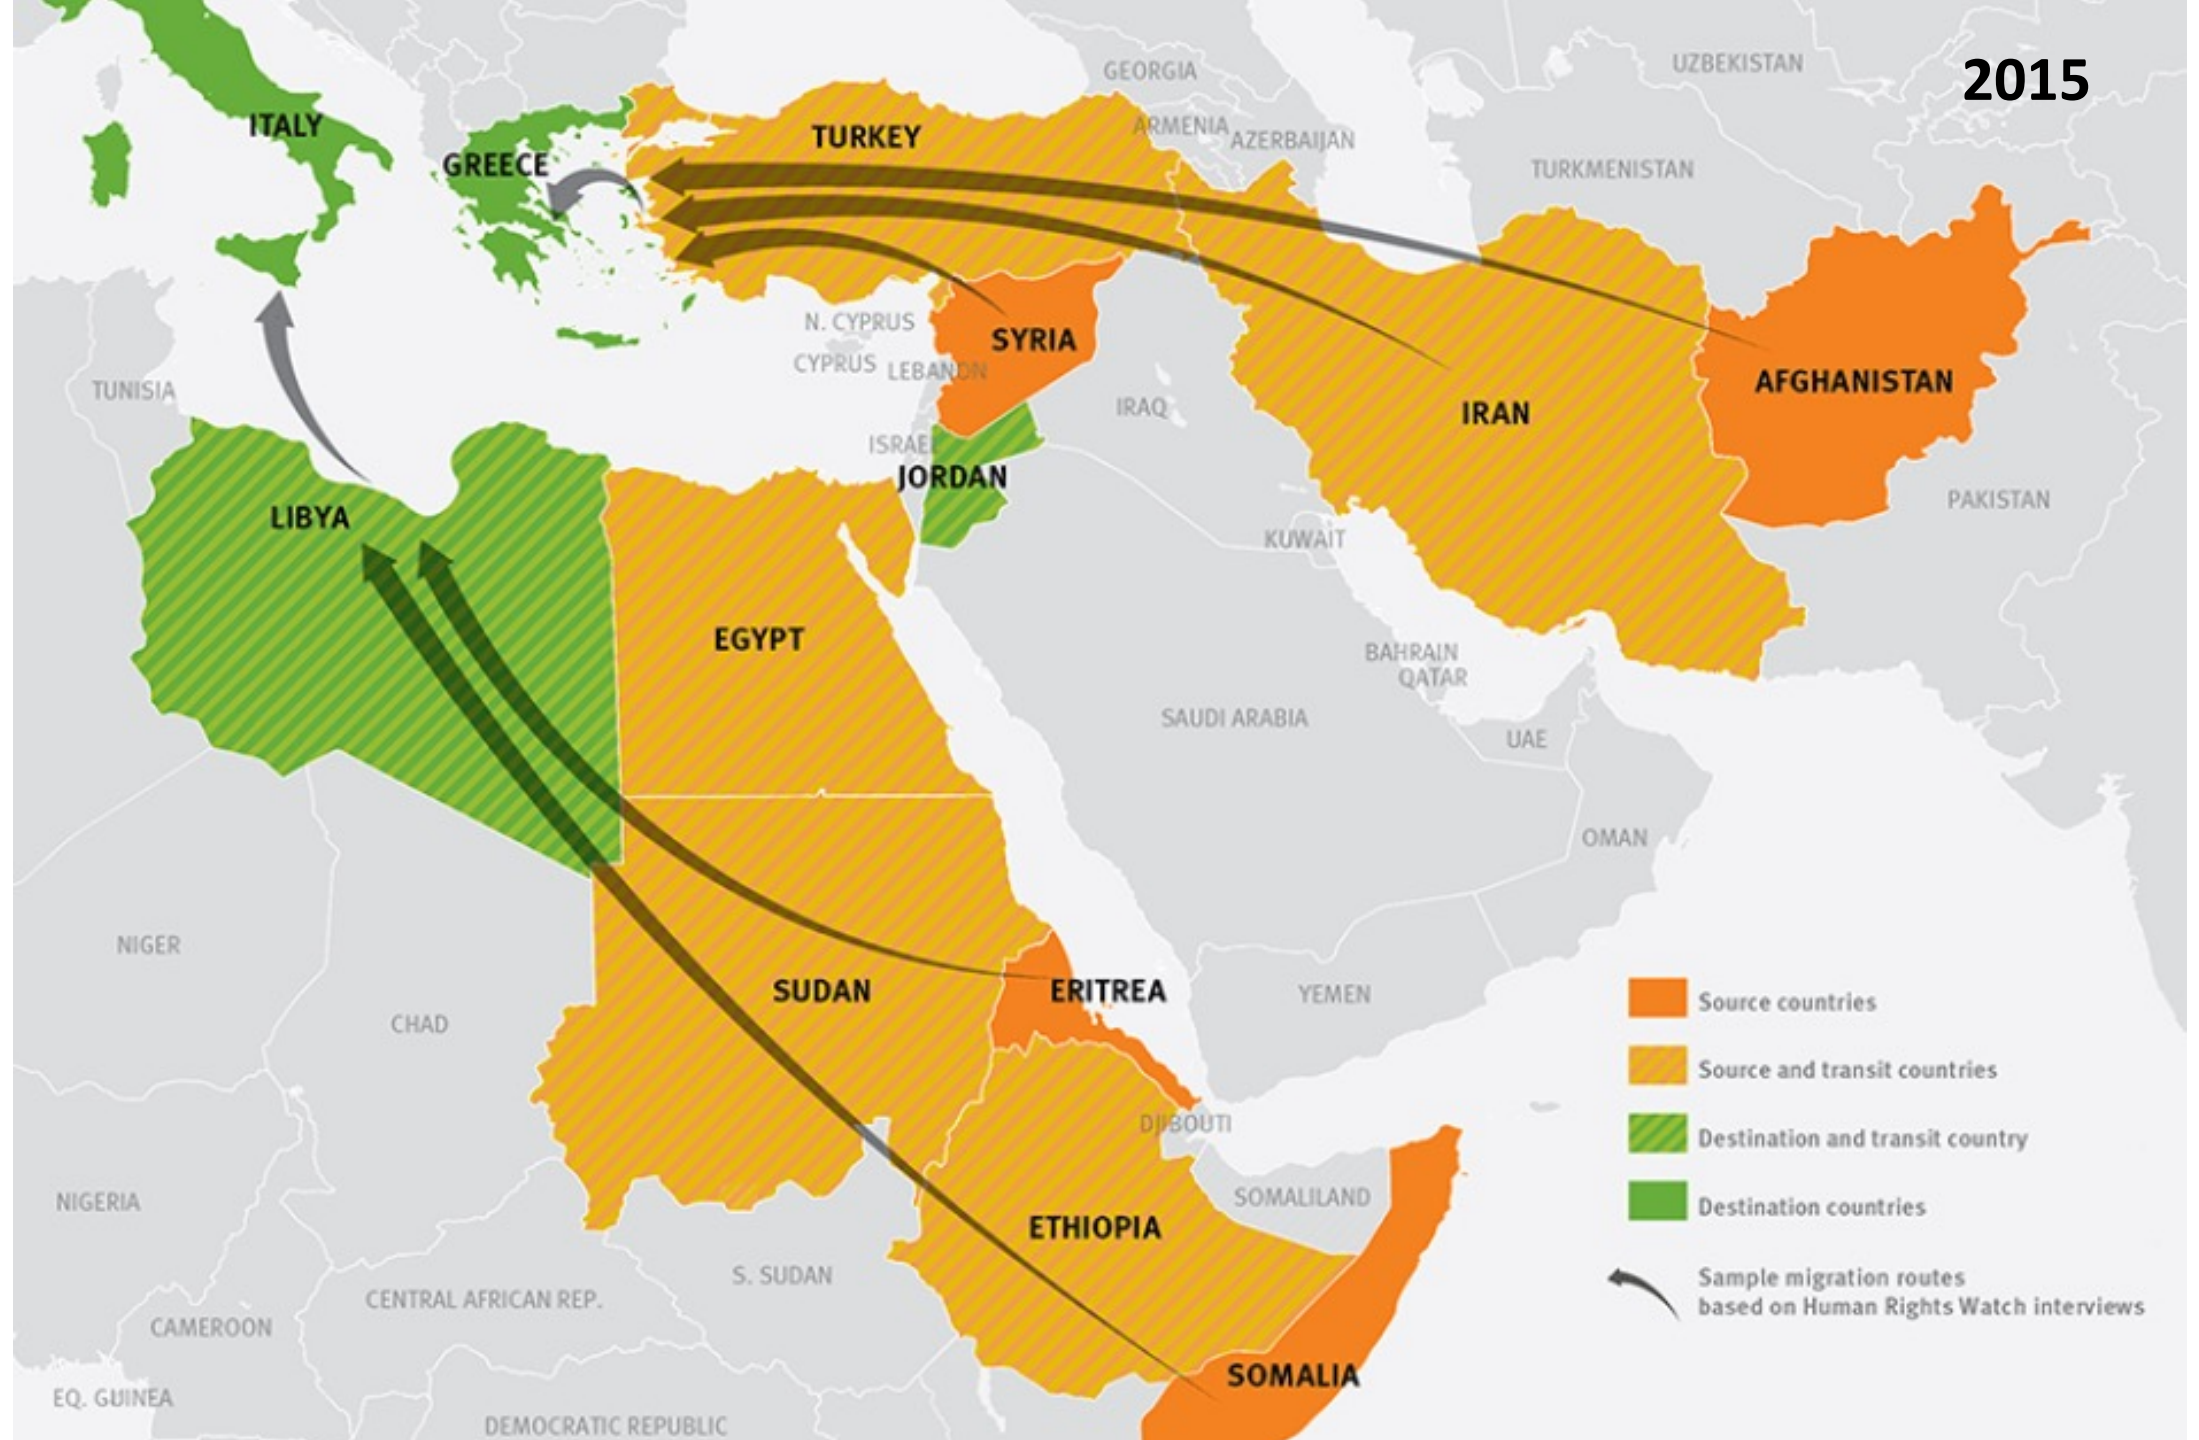 2015
UZBEKISTAN
GEORGIA
ITALY
TURKEY
ARMENIA
AZERBAIJAN
GREECE
TURKMENISTAN
N. CYPRUS
SYRIA
CYPRUS
LEBANON
TUNISIA
AFGHANISTAN
IRAQ
IRAN
ISRAEL
JORDAN
PAKISTAN
LIBYA
KUWAIT
EGYPT
BAHRAIN
QATAR
SAUDI ARABIA
UAE
OMAN
NIGER
SUDAN
ERITREA
YEMEN
CHAD
DJIBOUTI
NIGERIA
SOMALILAND
ETHIOPIA
S. SUDAN
CENTRAL AFRICAN REP.
CAMEROON
SOMALIA
EQ. GUINEA
DEMOCRATIC REPUBLIC
Source countries
Source and transit countries
Destination and transit country
Destination countries
Sample migration routes
based on Human Rights Watch interviews